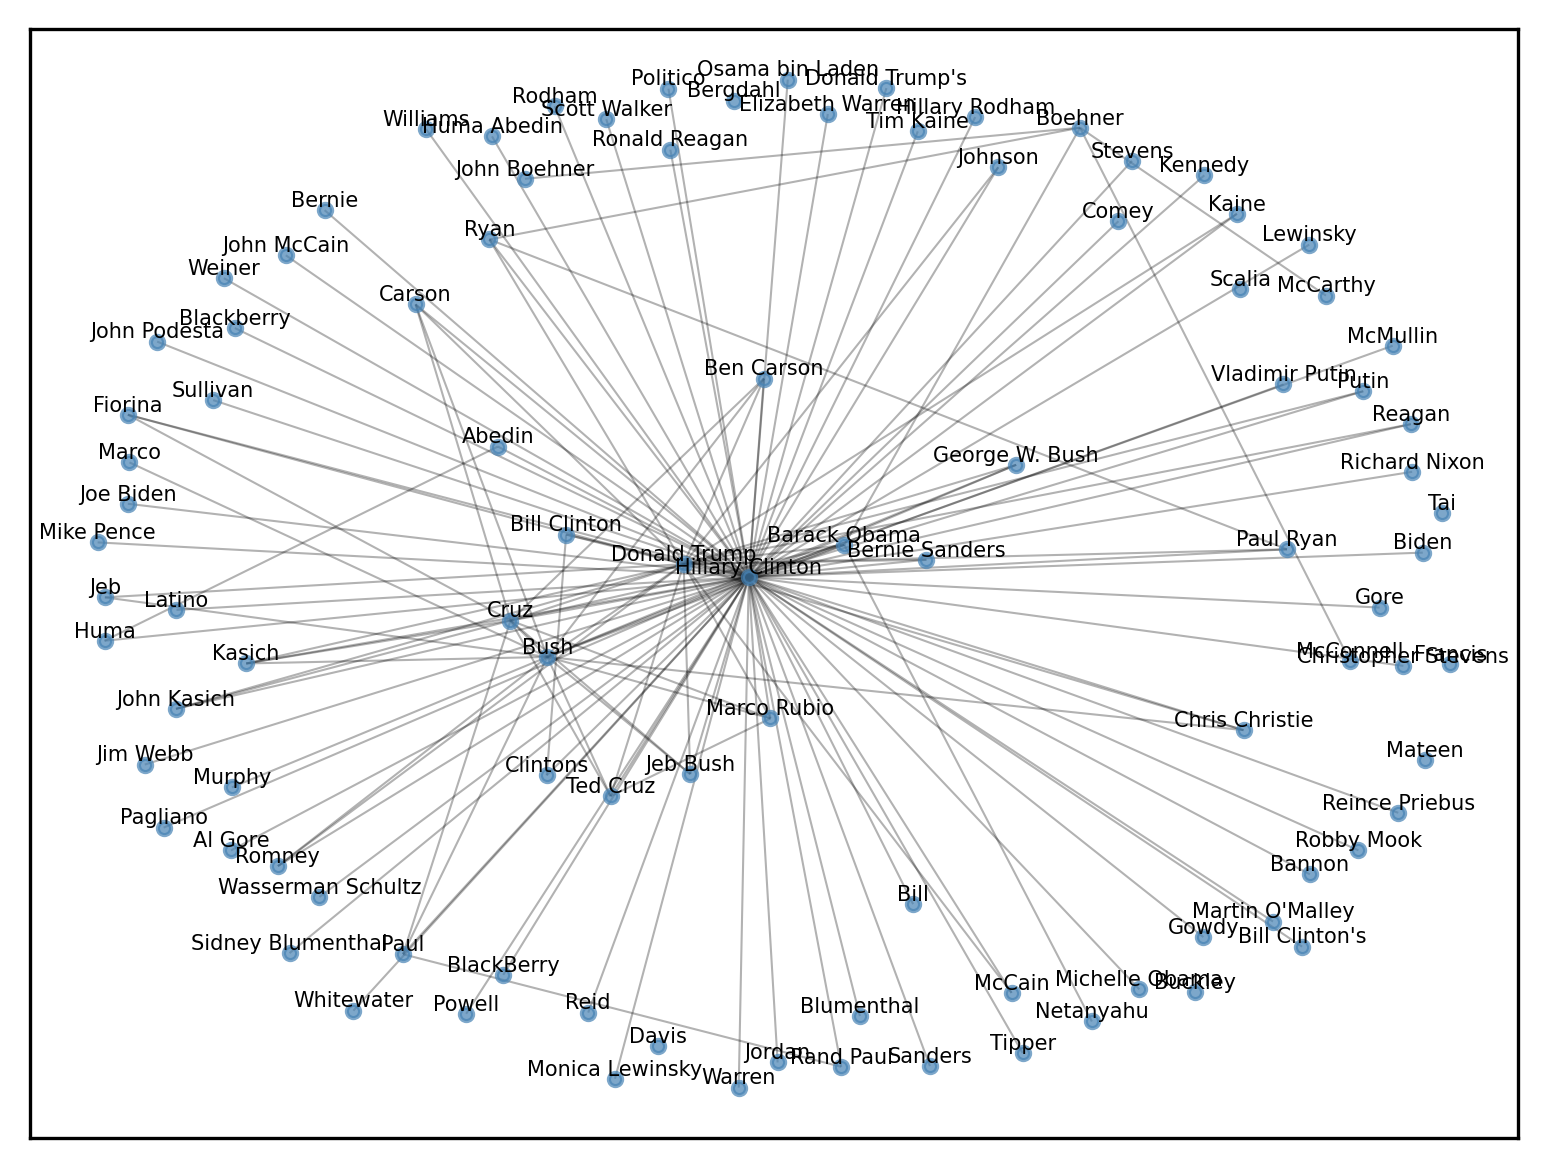 Osama bin Laden
Politico
Donald Trump's
Bergdahl
Rodham
Elizabeth Warren
Hillary Rodham
Scott Walker
Williams
Huma Abedin
Tim Kaine
Boehner
Ronald Reagan
Stevens
John Boehner
Johnson
Kennedy
Bernie
Comey
Kaine
Ryan
Lewinsky
John McCain
Weiner
Scalia
McCarthy
Carson
Blackberry
John Podesta
McMullin
Ben Carson
Vladimir Putin
Putin
Sullivan
Fiorina
Reagan
Abedin
Marco
George W. Bush
Richard Nixon
Joe Biden
Tai
Bill Clinton
Mike Pence
Barack Obama
Paul Ryan
Biden
Donald Trump
Bernie Sanders
Hillary Clinton
Jeb
Latino
Gore
Cruz
Huma
Bush
Kasich
McConnell
Francis
Christopher Stevens
John Kasich
Marco Rubio
Chris Christie
Jim Webb
Mateen
Clintons
Jeb Bush
Murphy
Ted Cruz
Reince Priebus
Pagliano
Al Gore
Robby Mook
Romney
Bannon
Wasserman Schultz
Bill
Martin O'Malley
Gowdy
Bill Clinton's
Sidney Blumenthal
Paul
BlackBerry
McCain
Michelle Obama
Buckley
Whitewater
Powell
Reid
Blumenthal
Netanyahu
Davis
Tipper
Jordan
Rand Paul
Sanders
Monica Lewinsky
Warren